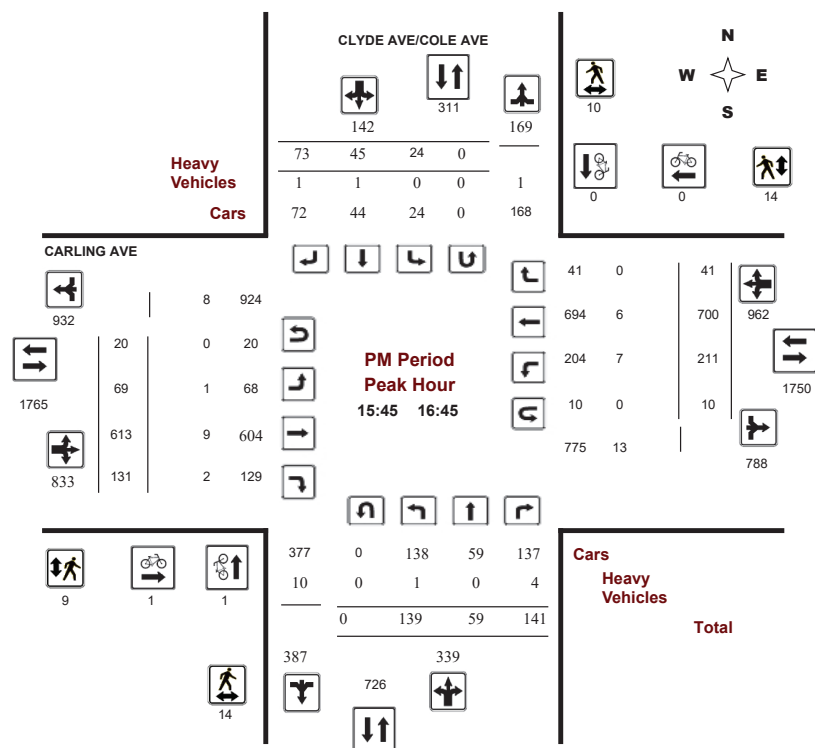 CLYDE AVE/COLE AVE
N
W E
S
311
10
142 169
73 45 24 0
Heavy
Vehicles
1 1 0 0 1
Cars
72 44 24 0 168
0 0 14
CARLING AVE
932
8 924
20 0 20
1765
69 1 68
613 9 604
833
131 2 129
PM Period
Peak Hour
15:45 16:45
41 0 41
694 6 700 962
204 7 211
1750
10 0 10
775 13
788
377 0 138 59 137
Cars
10 0 1 0 4
Heavy
Vehicles
0 139 59 141
Total
9 1 1
387 339
726
14